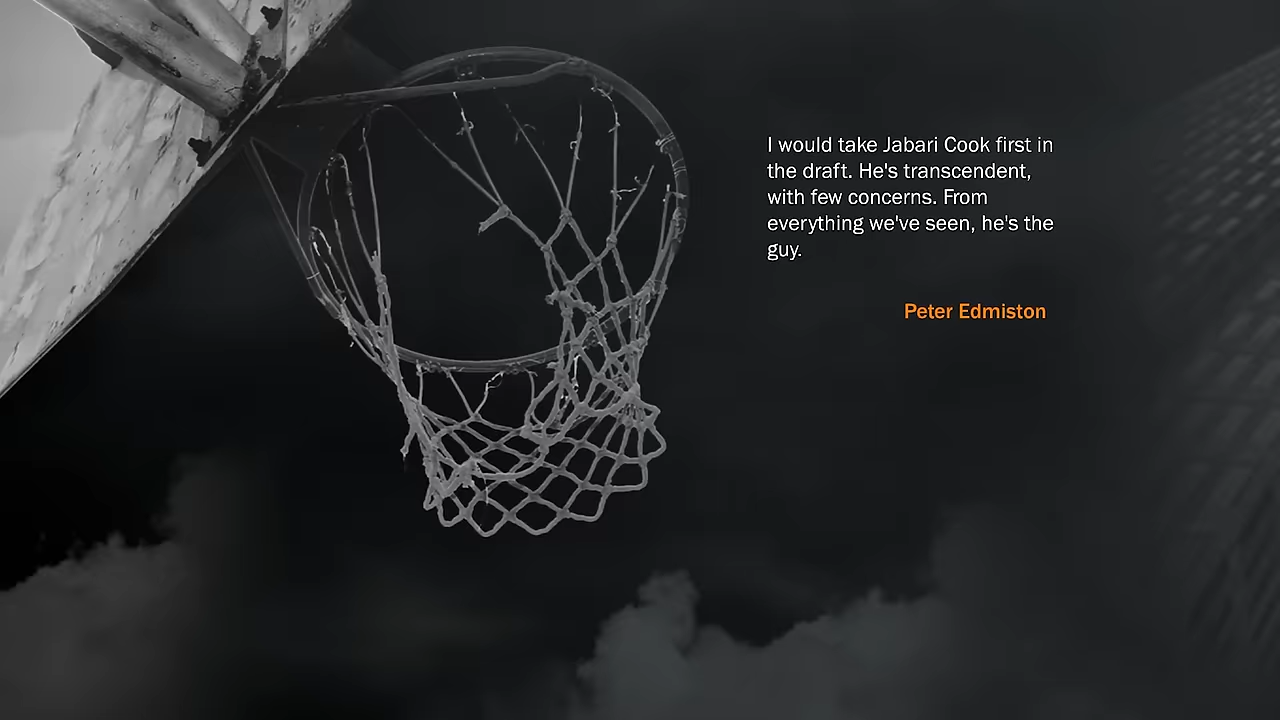 I would take Jabari Cook first in
the draft. He's transcendent,
with few concerns. From
everything we've seen, he's the
guy.
Peter Edmiston